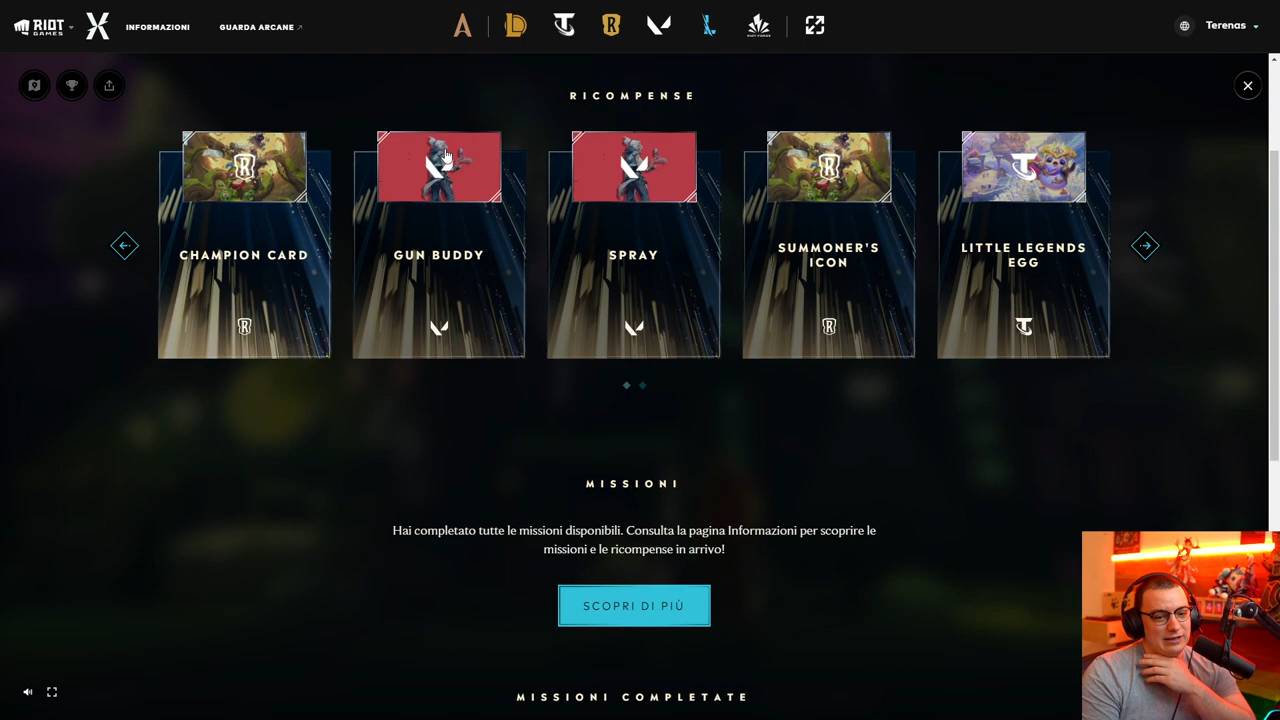 RIOT GAMES
INFORMAZIONI
GUARDA ARCANE
Terenas
RICOMPENSE
CHAMPION CARD
GUN BUDDY
SPRAY
SUMMONER'S ICON
LITTLE LEGENDS EGG
MISSIONI
Hai completato tutte le missioni disponibili. Consulta la pagina Informazioni per scoprire le
missioni e le ricompense in arrivo!
SCOPRI DI PIÙ
MISSIONI COMPLETATE